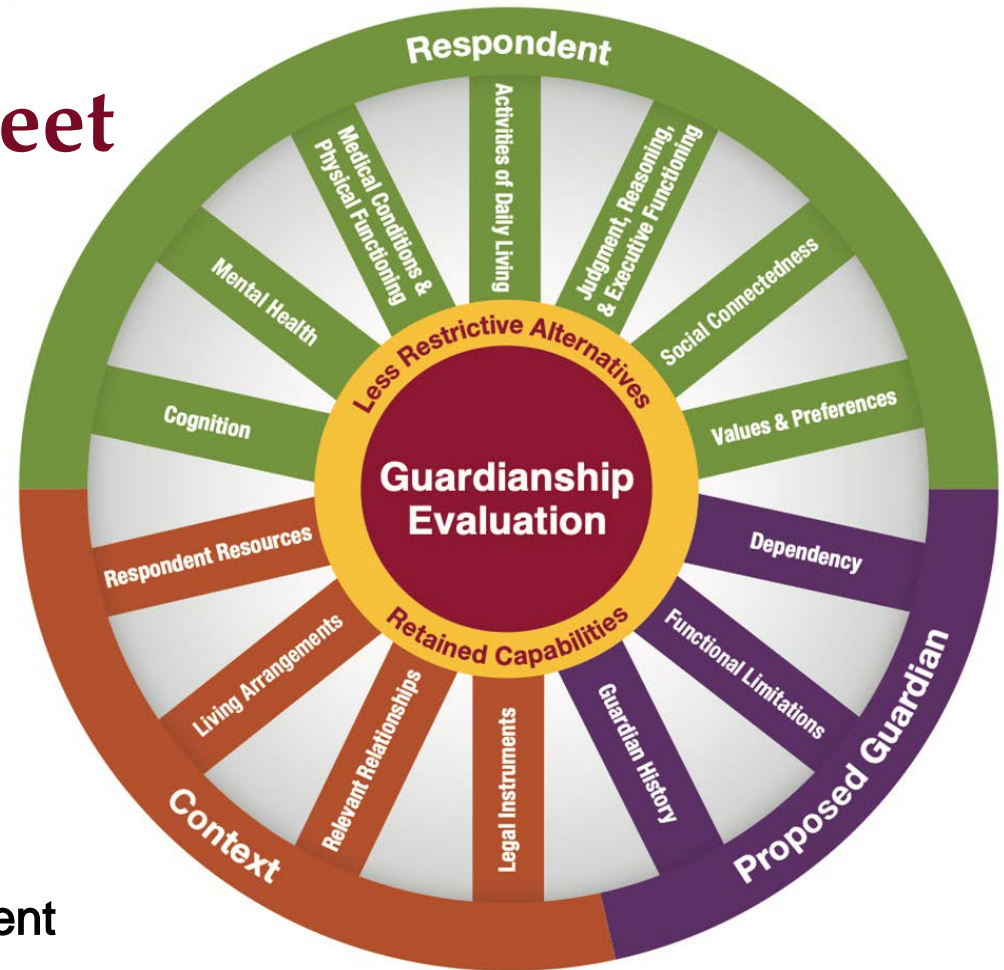 eet
Respondent
Medical Conditions &
Physical Functioning
Activities of Daily Living
Judgment, Reasoning,
& Executive Functioning
Mental Health
Social Connectedness
Cognition
Values & Preferences
Less Restrictive Alternatives
Guardianship
Evaluation
Retained Capabilities
Respondent Resources
Dependency
Living Arrangements
Functional Limitations
Relevant Relationships
Legal Instruments
Guardian History
Context
Proposed Guardian
ent